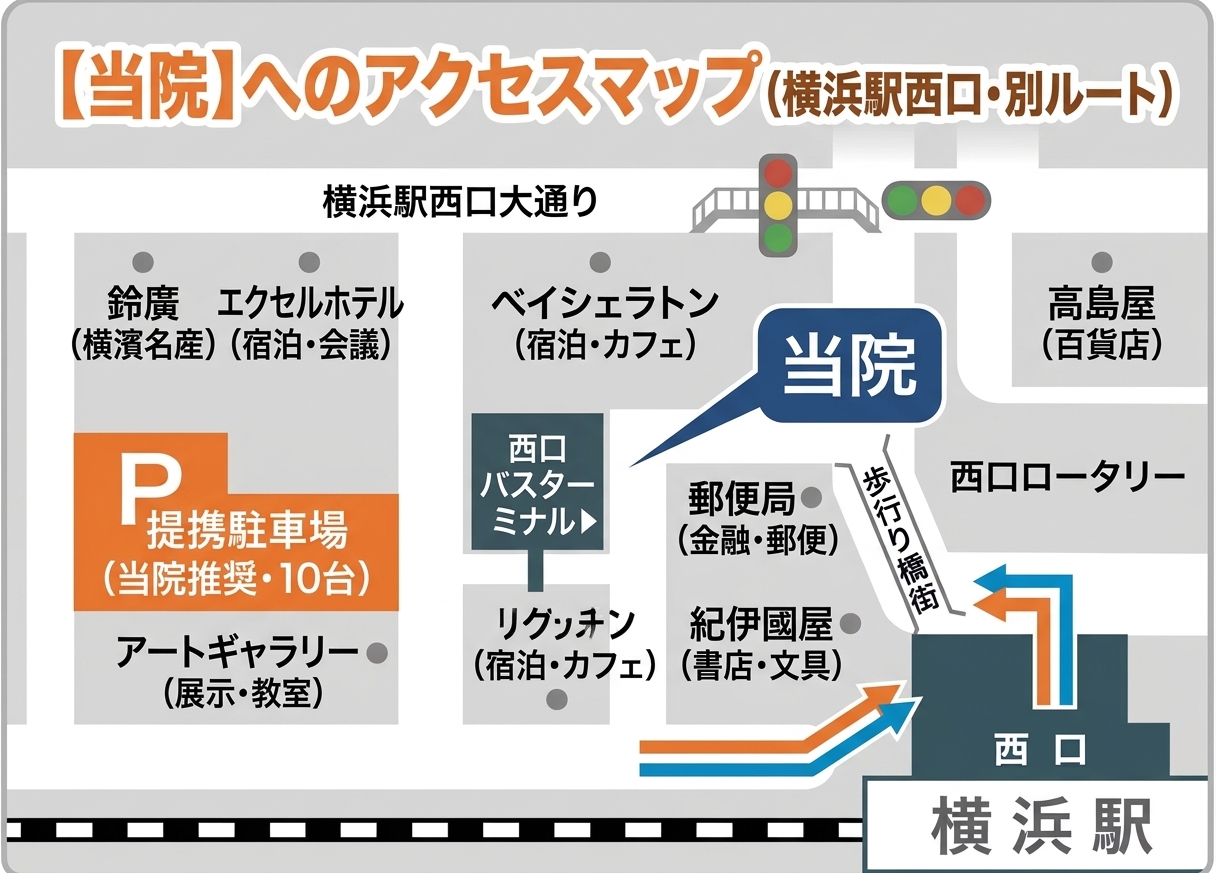 【当院】へのアクセスマップ(横浜駅西口・別ルート)
横浜駅西口大通り
鈴廣
(横濱名産)
エクセルホテル
(宿泊・会議)
ベイシェラトン
(宿泊・カフェ)
高島屋
(百貨店)
当院
P
提携駐車場
(当院推奨・10台)
西口
バスター
ミナル▶
郵便局
(金融・郵便)
歩行り橋街
西口ロータリー
アートギャラリー
(展示・教室)
(宿泊・カフェ)
紀伊國屋
(書店・文具)
西口
横浜駅